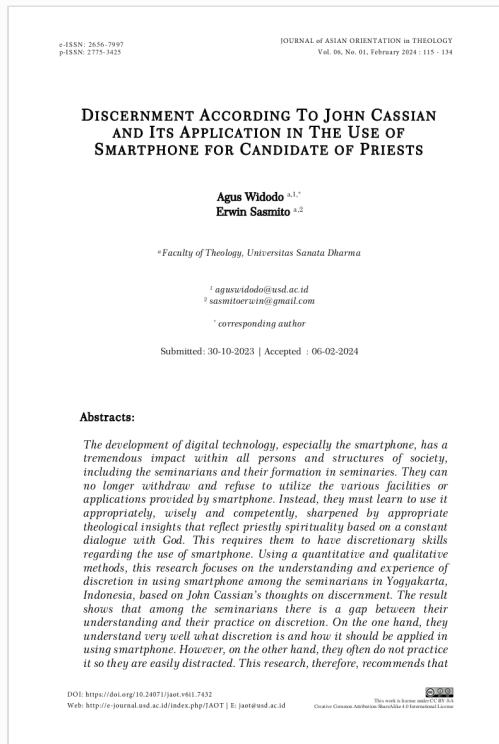 e-ISSN: 2656-7997
p-ISSN: 2775-3425
JOURNAL of ASIAN ORIENTATION in THEOLOGY
Vol. 06, No. 01, February 2024 : 115 - 134
DISCERNMENT ACCORDING TO JOHN CASSIAN
AND ITS APPLICATION IN THE USE OF
SMARTPHONE FOR CANDIDATE OF PRIESTS
Agus Widodo a,1,*
Erwin Sasmito a,2
a Faculty of Theology, Universitas Sanata Dharma
1 aguswidodo@usd.ac.id
2 sasmitoerwin@gmail.com
* corresponding author
Submitted: 30-10-2023 | Accepted : 06-02-2024
Abstracts:
The development of digital technology, especially the smartphone, has a
tremendous impact within all persons and structures of society,
including the seminarians and their formation in seminaries. They can
no longer withdraw and refuse to utilize the various facilities or
applications provided by smartphone. Instead, they must learn to use it
appropriately, wisely and competently, sharpened by appropriate
theological insights that reflect priestly spirituality based on a constant
dialogue with God. This requires them to have discretionary skills
regarding the use of smartphone. Using a quantitative and qualitative
methods, this research focuses on the understanding and experience of
discretion in using smartphone among the seminarians in Yogyakarta,
Indonesia, based on John Cassian's thoughts on discernment. The result
shows that among the seminarians there is a gap between their
understanding and their practice on discretion. On the one hand, they
understand very well what discretion is and how it should be applied in
using smartphone. However, on the other hand, they often do not practice
it so they are easily distracted. This research, therefore, recommends that
DOI: https://doi.org/10.24071/jaot.v6i1.7432
Web: http://e-journal.usd.ac.id/index.php/JAOT | E: jaot@usd.ac.id
This work is license under CC BY-SA
Creative Common Attribution-ShareAlike 4.0 International License